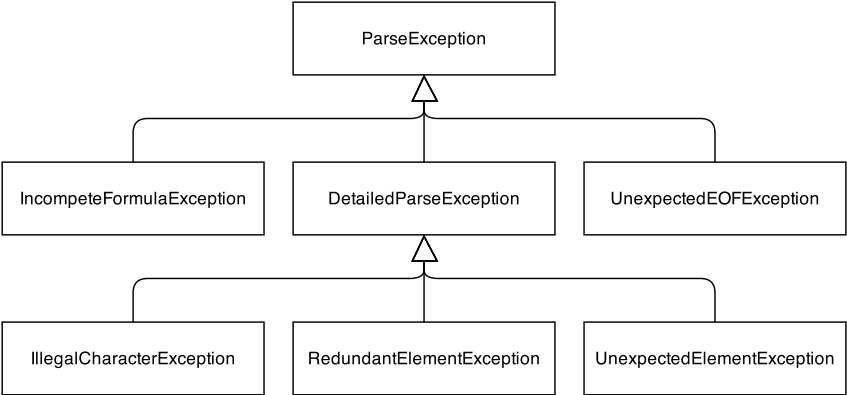 ParseException
IncompeteFormulaException
DetailedParseException
UnexpectedEOFException
IllegalCharacterException
RedundantElementException
UnexpectedElementException